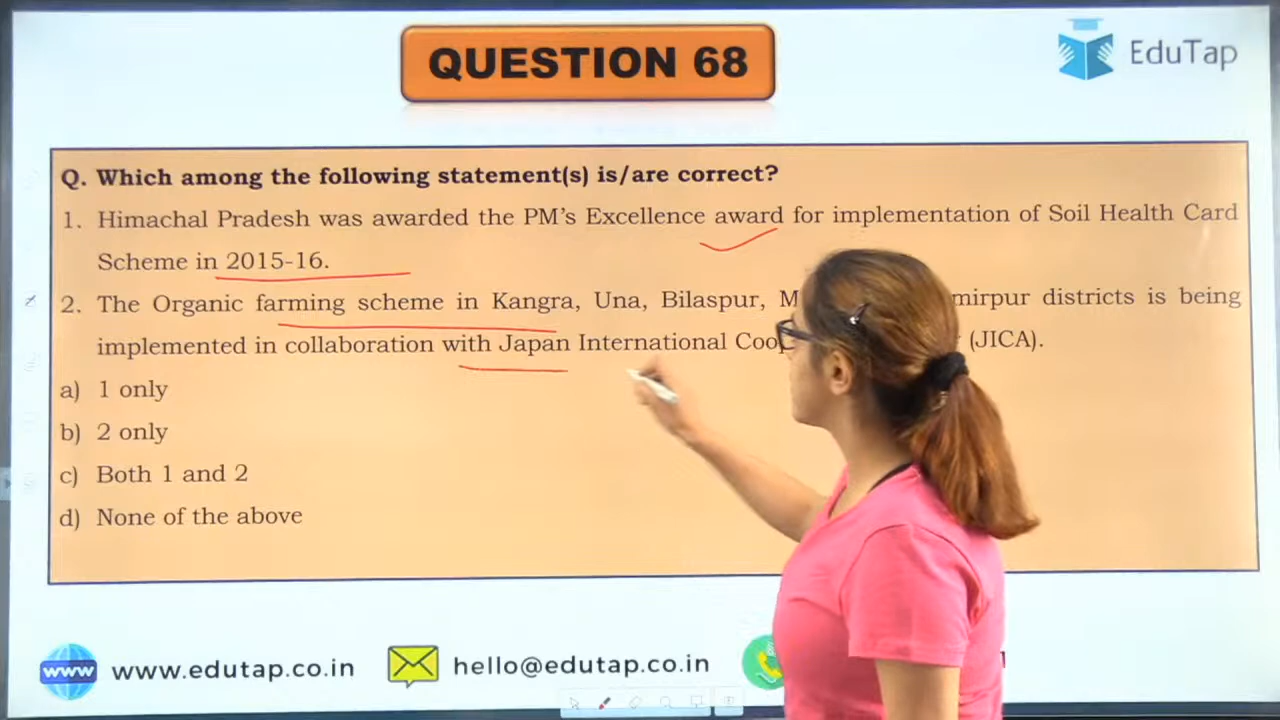 QUESTION 68
EduTap
Q. Which among the following statement(s) is/are correct?
1. Himachal Pradesh was awarded the PM's Excellence award for implementation of Soil Health Card
Scheme in 2015-16.
2. The Organic farming scheme in Kangra, Una, Bilaspur, districts is being
implemented in collaboration with Japan International (JICA).
a) 1 only
b) 2 only
c) Both 1 and 2
d) None of the above
www
www.edutap.co.in
hello@edutap.co.in